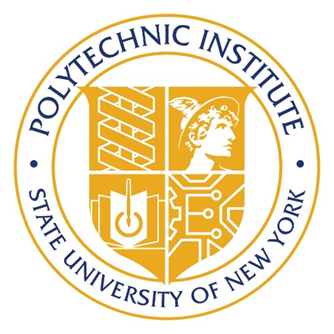 POLYTECHNIC INSTITUTE
STATE UNIVERSITY OF NEW YORK